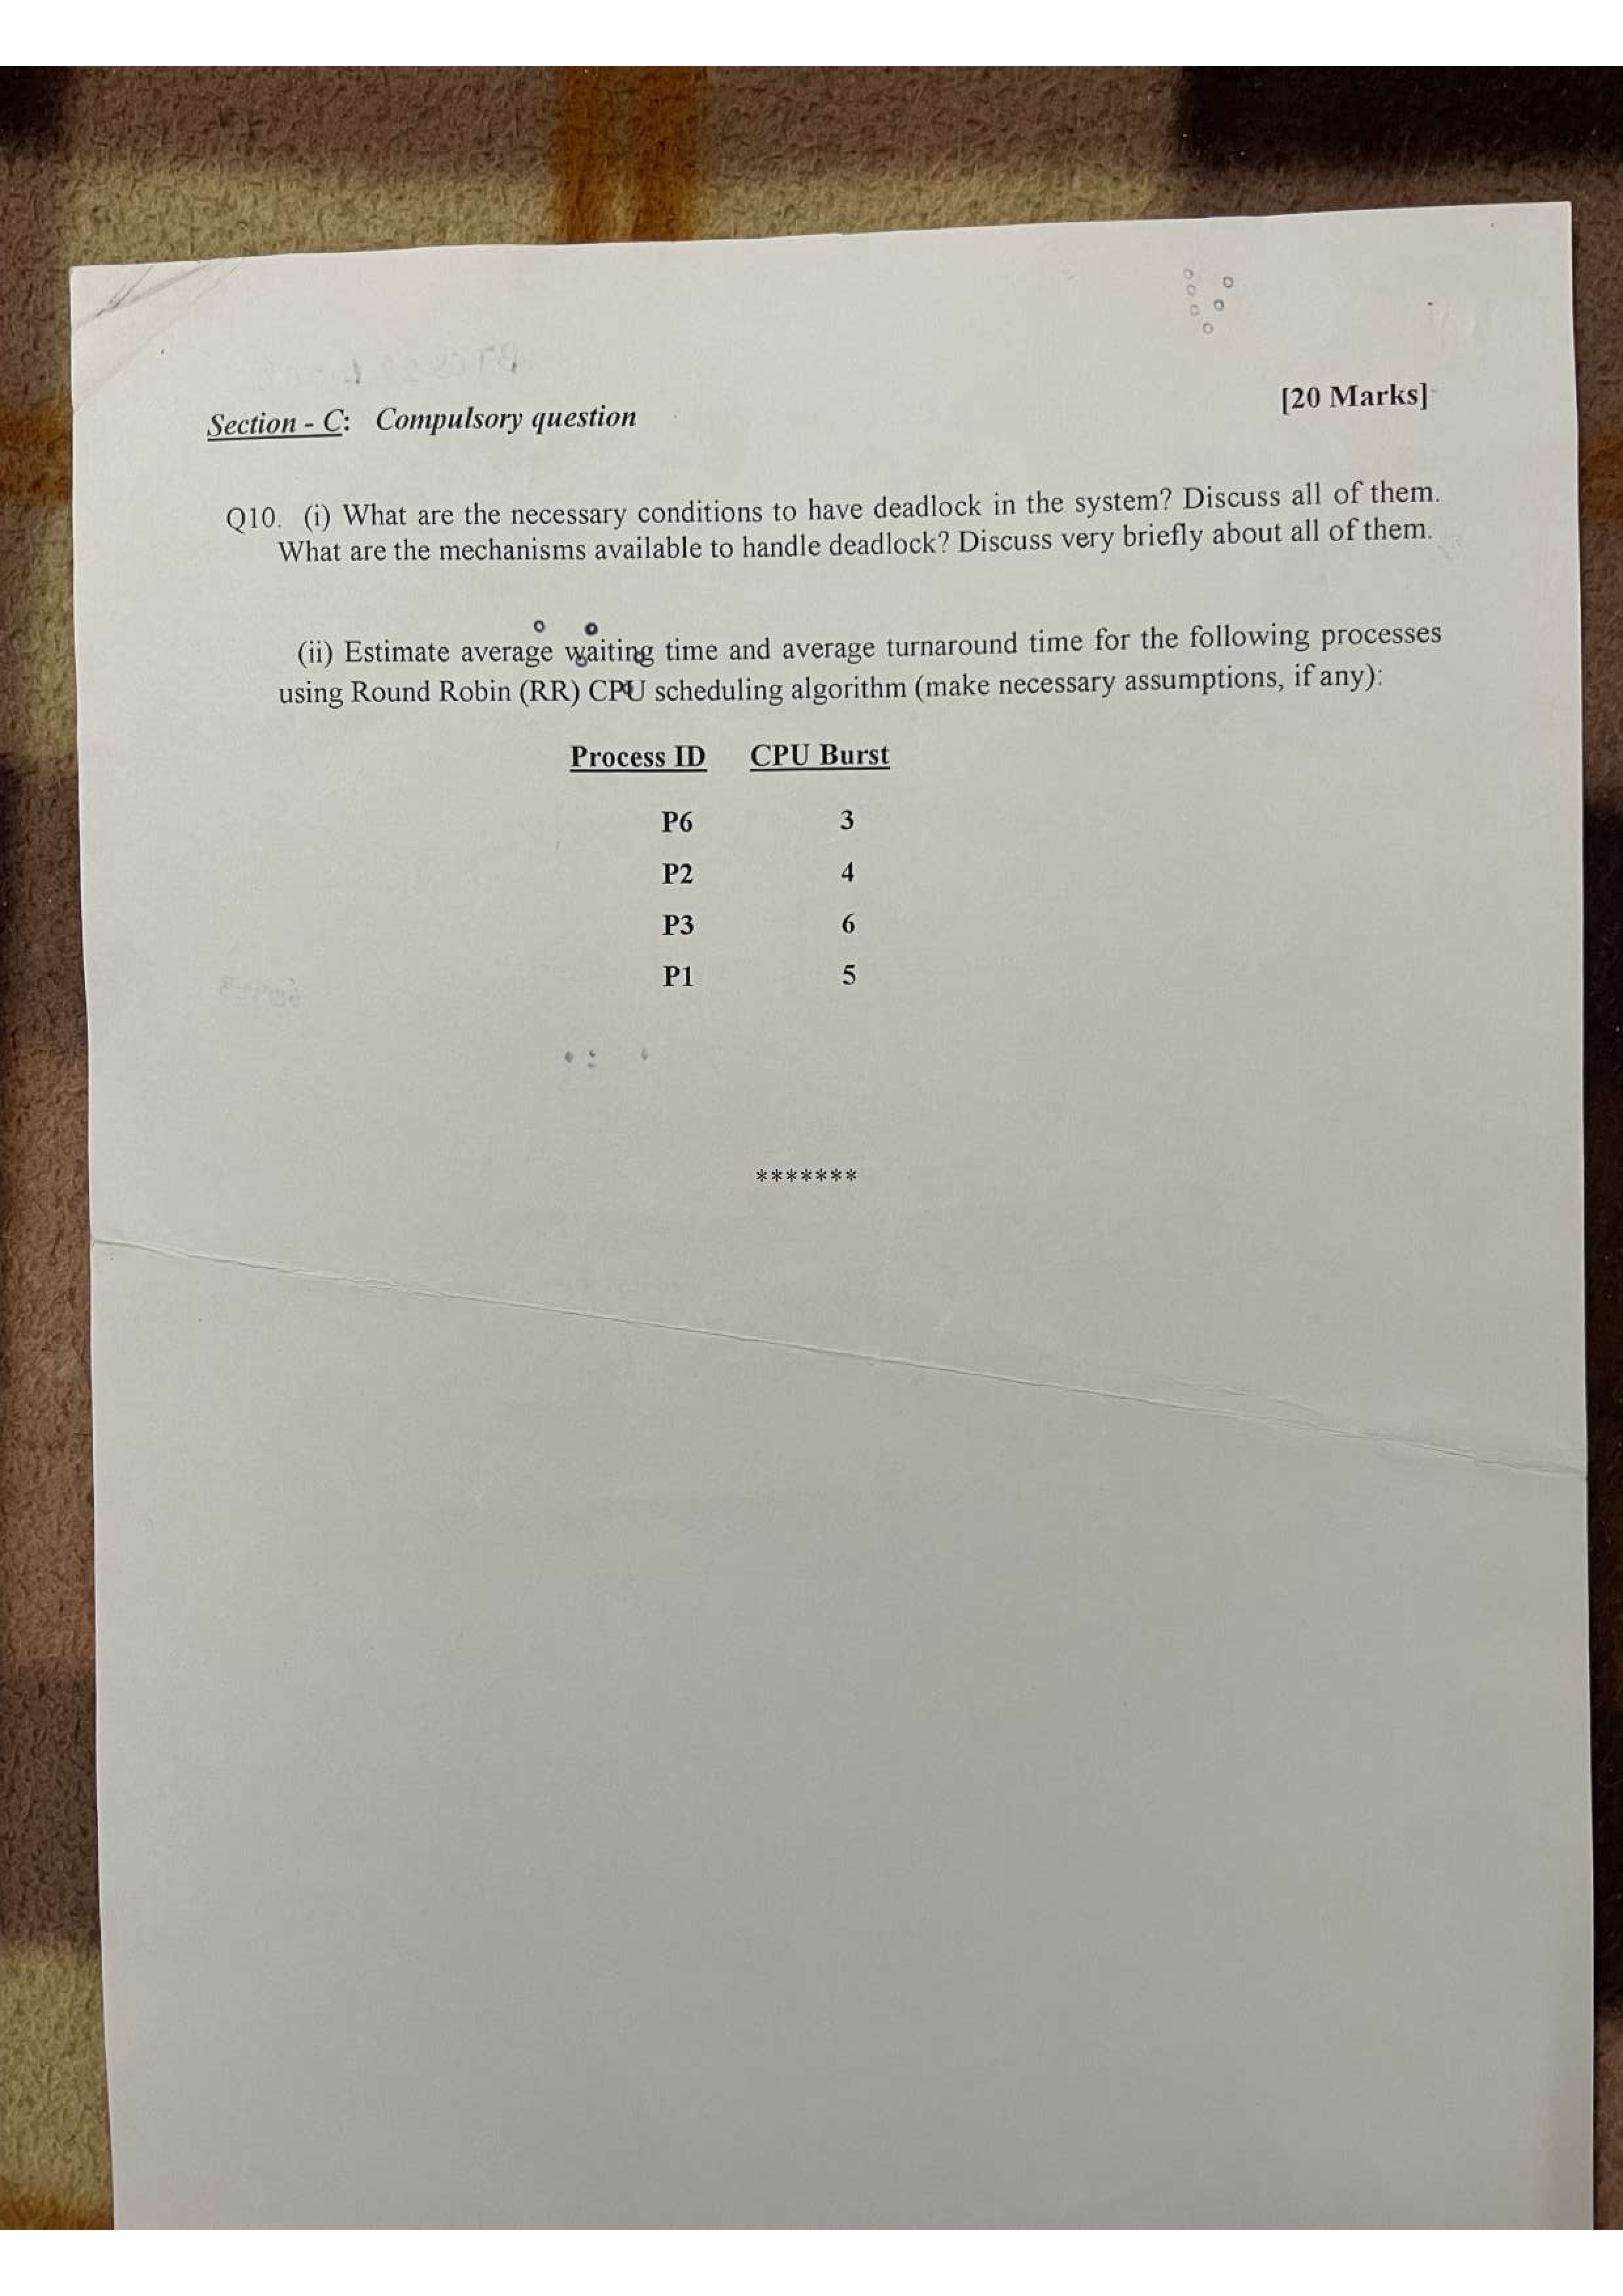 [20 Marks]
Section - C: Compulsory question
Q10. (i) What are the necessary conditions to have deadlock in the system? Discuss all of them.
What are the mechanisms available to handle deadlock? Discuss very briefly about all of them.
(ii) Estimate average waiting time and average turnaround time for the following processes
using Round Robin (RR) CPU scheduling algorithm (make necessary assumptions, if any):
Process ID CPU Burst
P6 3
P2 4
P3 6
P1 5
*******